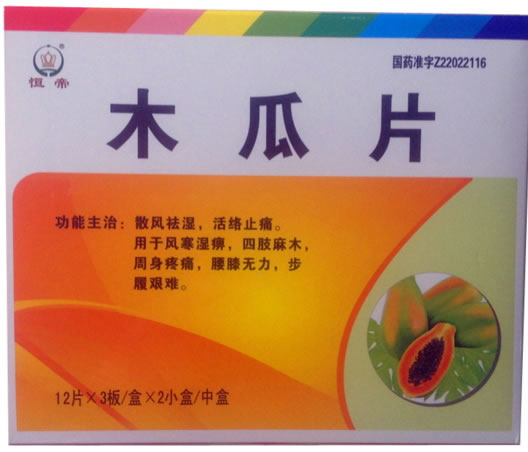 国药准字Z22022116
恒帝
木瓜片
功能主治：散风祛湿，活络止痛。
用于风寒湿痹，四肢麻木，
周身疼痛，腰膝无力，步
履艰难。
12片×3板/盒×2小盒/中盒